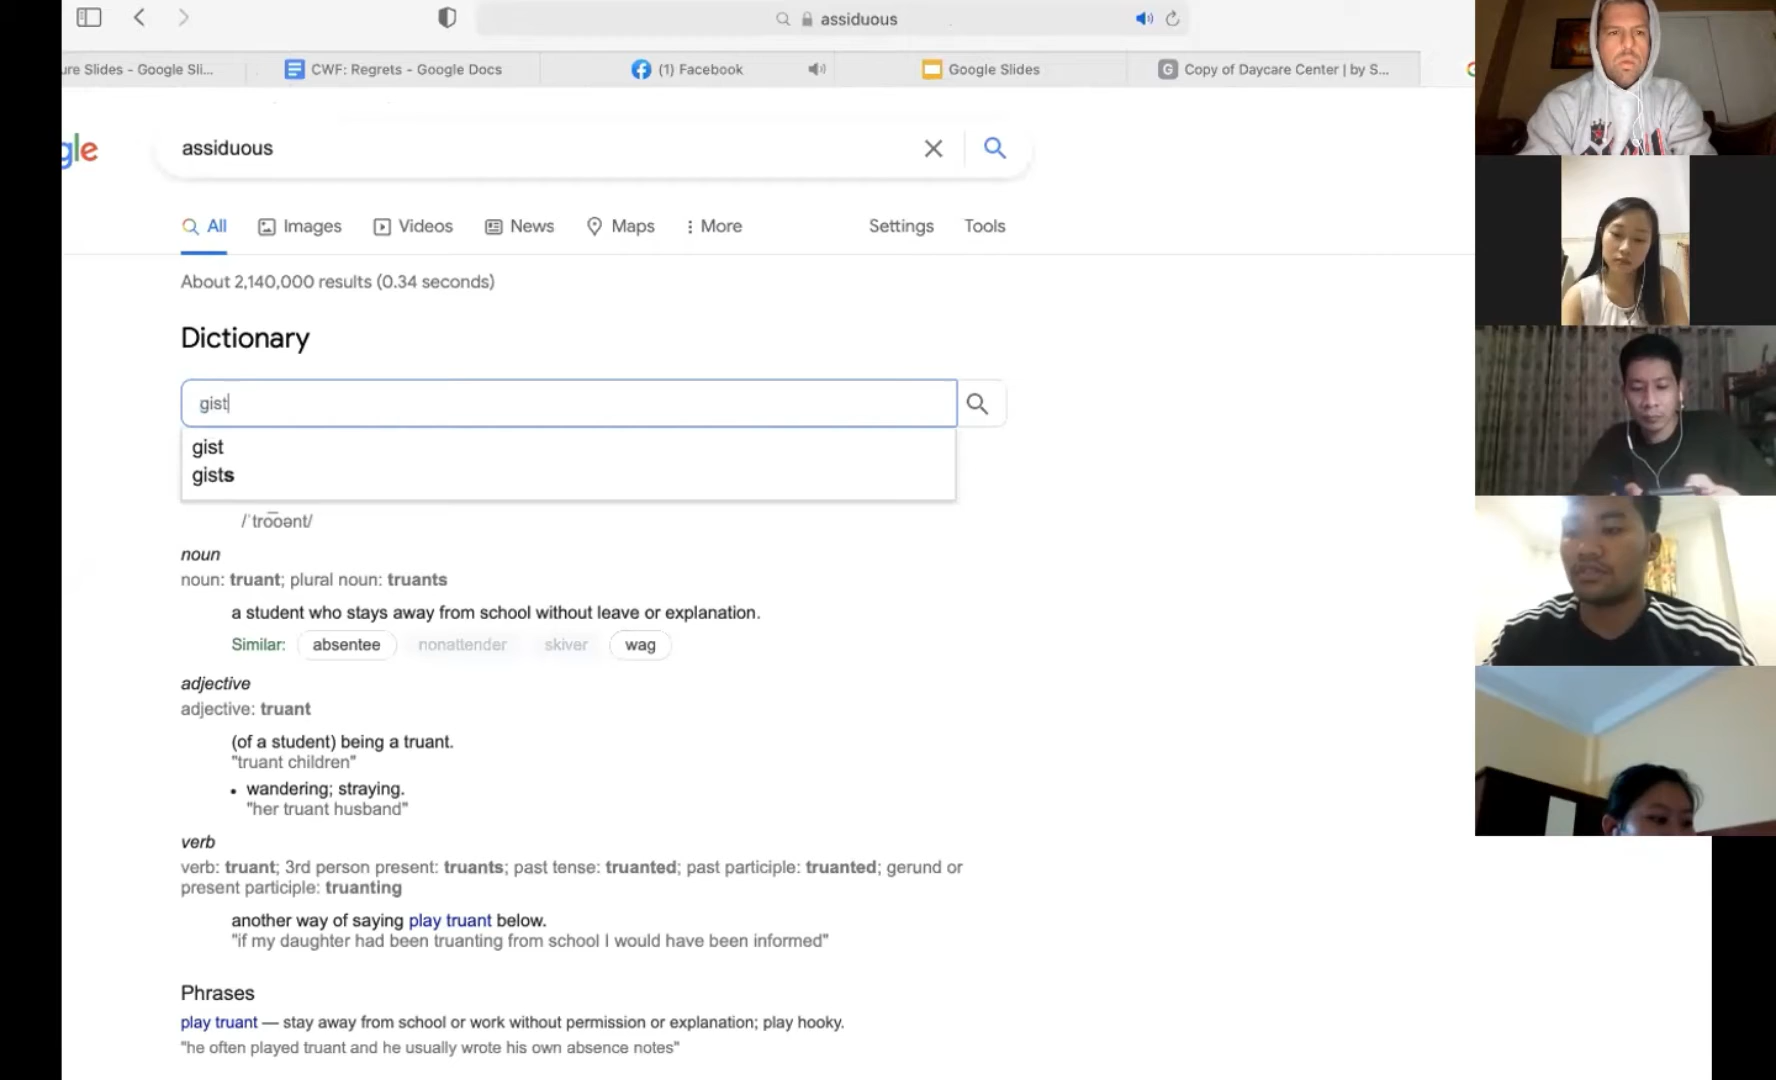 assiduous
ure Slides - Google Sli...
CWF: Regrets - Google Docs
(1) Facebook
Google Slides
Copy of Daycare Center | by S...
gle
assiduous
All Images Videos News Maps More Settings Tools
About 2,140,000 results (0.34 seconds)
Dictionary
gist
gist
gists
/ˈtro͞oənt/
noun
noun: truant; plural noun: truants
a student who stays away from school without leave or explanation.
Similar: absentee nonattender skiver wag
adjective
adjective: truant
(of a student) being a truant.
"truant children"
• wandering; straying.
"her truant husband"
verb
verb: truant; 3rd person present: truants; past tense: truanted; past participle: truanted; gerund or
present participle: truanting
another way of saying play truant below.
"if my daughter had been truanting from school I would have been informed"
Phrases
play truant — stay away from school or work without permission or explanation; play hooky.
"he often played truant and he usually wrote his own absence notes"